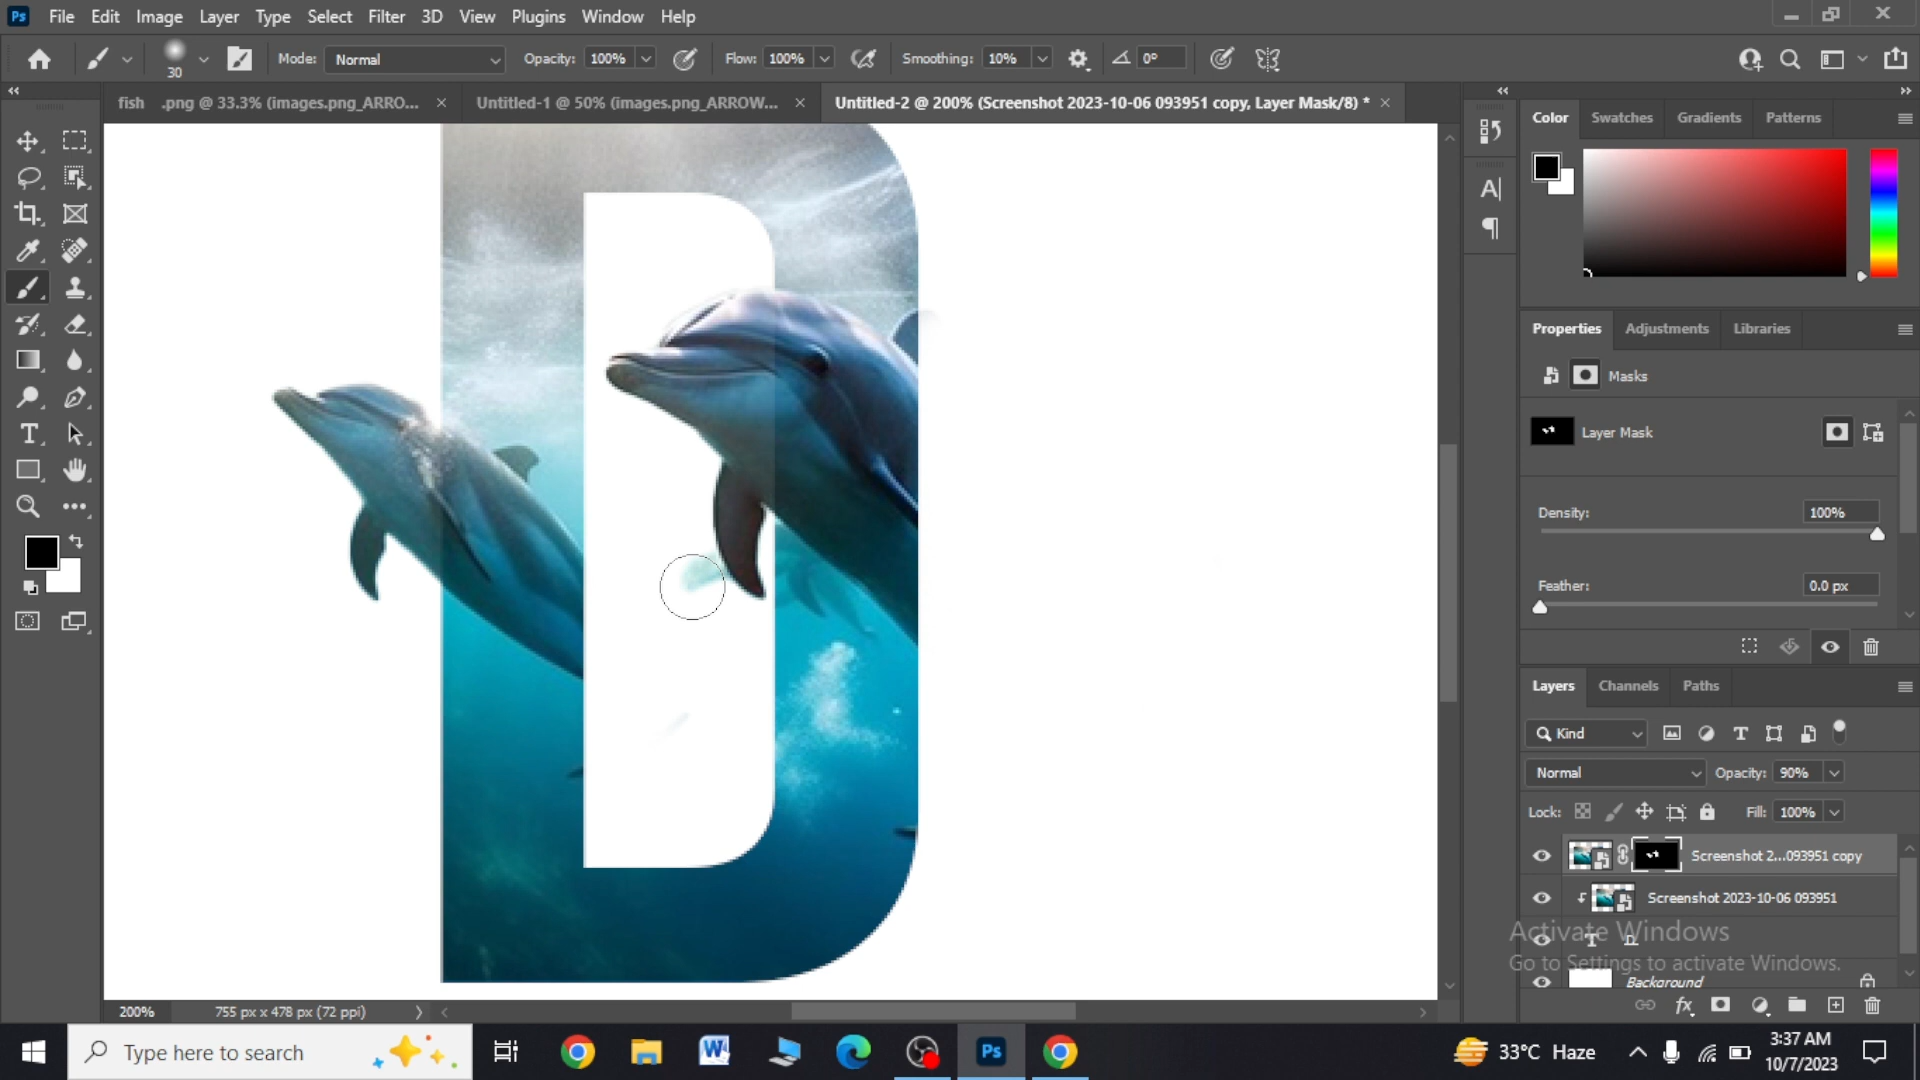 Ps File Edit Image Layer Type Select Filter 3D View Plugins Window Help
30 Mode: Normal Opacity: 100% Flow: 100% Smoothing: 10% 0°
fish .png @ 33.3% (images.png_ARRO... × Untitled-1 @ 50% (images.png_ARROW... × Untitled-2 @ 200% (Screenshot 2023-10-06 093951 copy, Layer Mask/8) * ×
Color Swatches Gradients Patterns
Properties Adjustments Libraries
Masks
Layer Mask
Density: 100%
Feather: 0.0 px
Layers Channels Paths
Kind
Normal Opacity: 90%
Lock: Fill: 100%
Screenshot 2...093951 copy
Screenshot 2023-10-06 093951
D
Background
Activate Windows
Go to Settings to activate Windows.
200% 755 px x 478 px (72 ppi)
Type here to search
33°C Haze
3:37 AM
10/7/2023